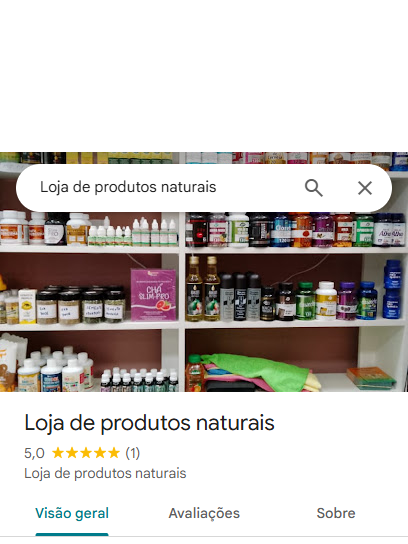 Loja de produtos naturais
CHÁ
SLIM-PRO
Loja de produtos naturais
5,0 (1)
Loja de produtos naturais
Visão geral Avaliações Sobre